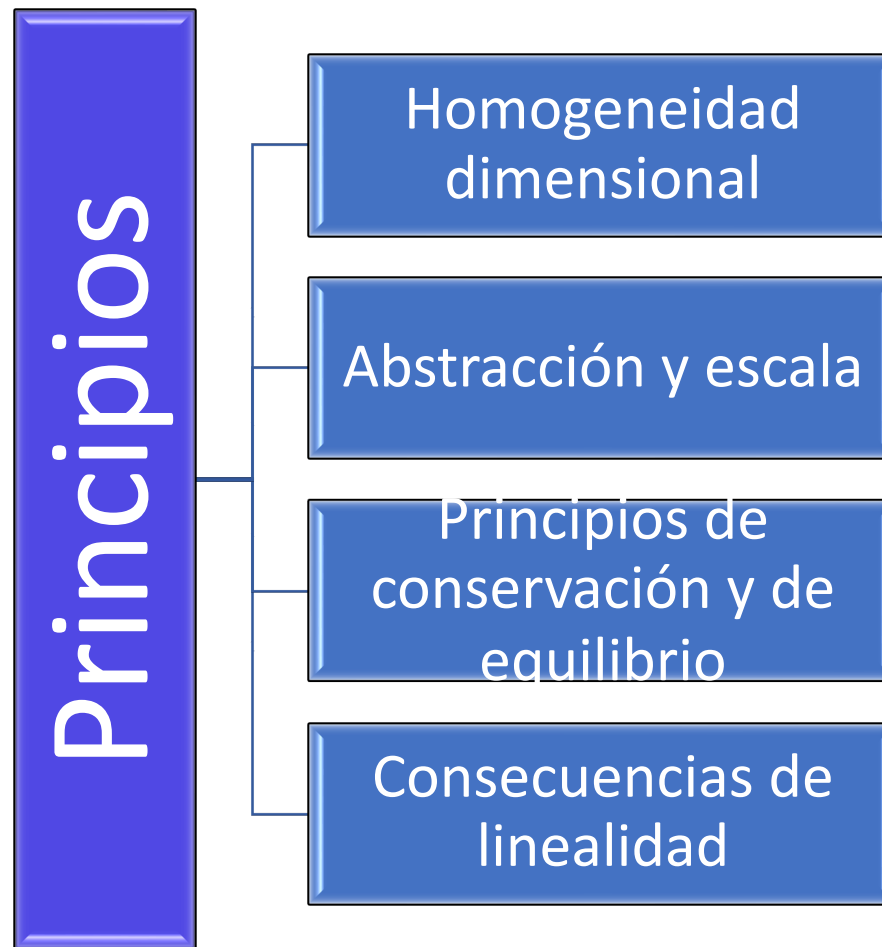 Principios
Homogeneidad
dimensional
Abstracción y escala
Principios de
conservación y de
equilibrio
Consecuencias de
linealidad